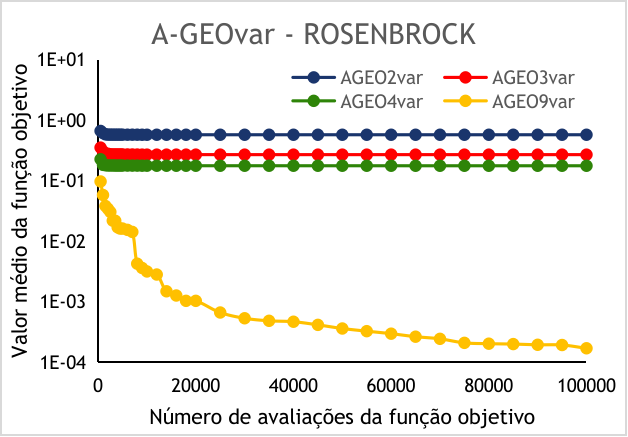 A-GEOvar - ROSENBROCK
AGEO2var AGEO3var
AGEO4var AGEO9var
Valor médio da função objetivo
1E+01
1E+00
1E-01
1E-02
1E-03
1E-04
0 20000 40000 60000 80000 100000
Número de avaliações da função objetivo